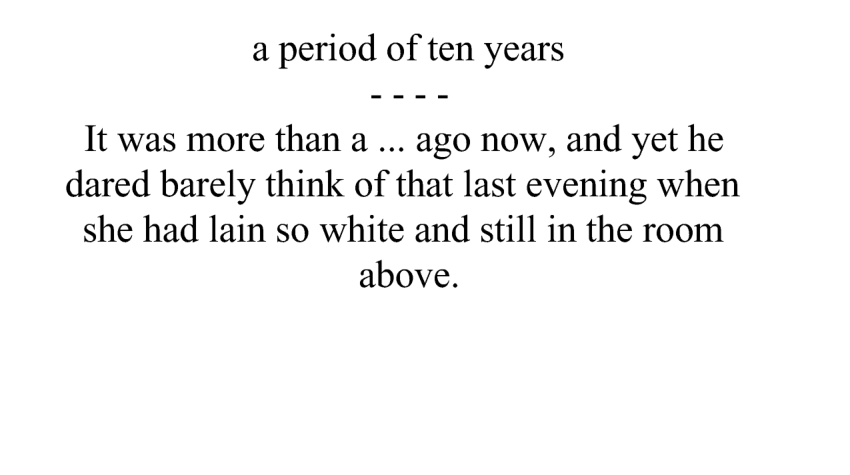 a period of ten years
- - - -
It was more than a ... ago now, and yet he
dared barely think of that last evening when
she had lain so white and still in the room
above.